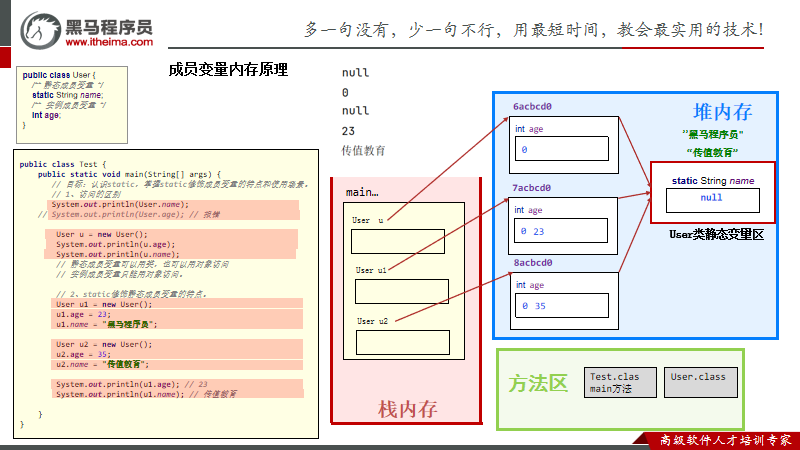 黑马程序员
www.itheima.com
多一句没有，少一句不行，用最短时间，教会最实用的技术！
成员变量内存原理
public class User {
/** 静态成员变量 */
static String name;
/** 实例成员变量 */
int age;
}
public class Test {
public static void main(String[] args) {
// 目标：认识static，掌握static修饰成员变量的特点和使用场景。
// 1、访问的区别
System.out.println(User.name);
// System.out.println(User.age); // 报错
User u = new User();
System.out.println(u.age);
System.out.println(u.name);
// 静态成员变量可以用类，也可以用对象访问
// 实例成员变量只能用对象访问。
// 2、static修饰静态成员变量的特点。
User u1 = new User();
u1.age = 23;
u1.name = "黑马程序员";
User u2 = new User();
u2.age = 35;
u2.name = "传值教育";
System.out.println(u1.age); // 23
System.out.println(u1.name); // 传值教育
}
}
null
0
null
23
传值教育
main…
User u
User u1
User u2
栈内存
堆内存
6acbcd0
int age
0
7acbcd0
int age
0 23
8acbcd0
int age
0 35
"黑马程序员"
“传值教育”
static String name
null
User类静态变量区
方法区
Test.clas
main方法
User.class
高级软件人才培训专家